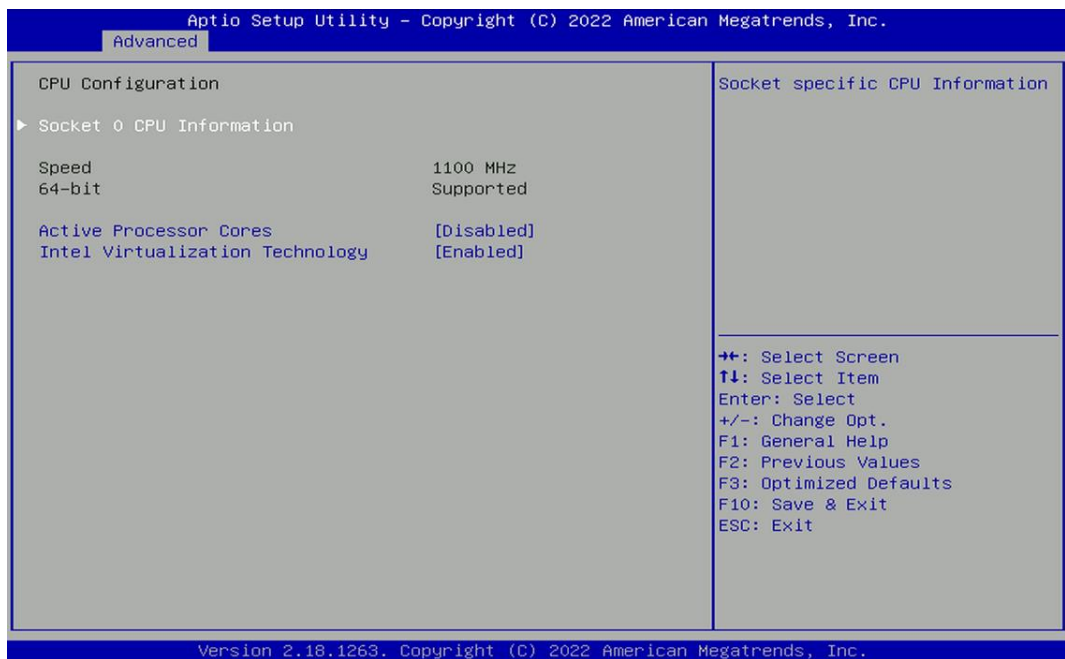 Aptio Setup Utility – Copyright (C) 2022 American Megatrends, Inc.
Advanced
CPU Configuration
Socket 0 CPU Information
Speed 1100 MHz
64-bit Supported
Active Processor Cores [Disabled]
Intel Virtualization Technology [Enabled]
Socket specific CPU Information
→←: Select Screen
↑↓: Select Item
Enter: Select
+/-: Change Opt.
F1: General Help
F2: Previous Values
F3: Optimized Defaults
F10: Save & Exit
ESC: Exit
Version 2.18.1263. Copyright (C) 2022 American Megatrends, Inc.